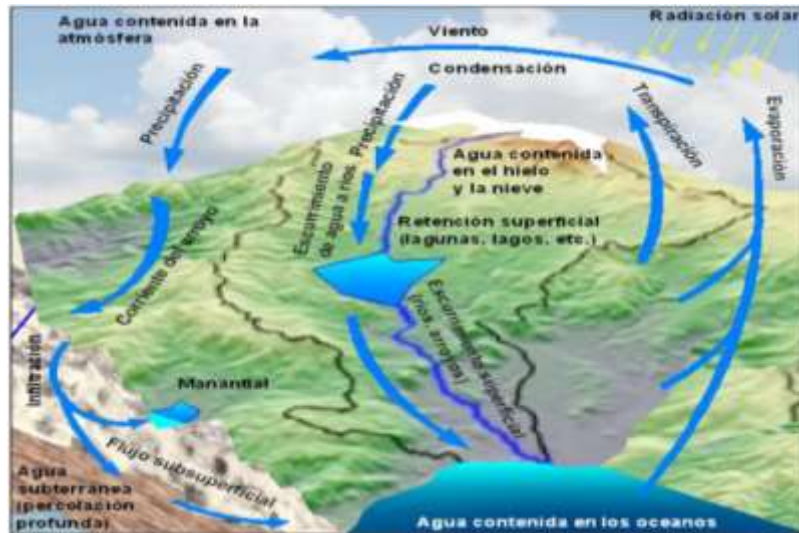 Agua contenida en la
atmósfera
Viento
Radiación solar
Condensación
Precipitación
Precipitación
Transpiración
Evaporación
Agua contenida
en el hielo
y la nieve
Escurrimiento
de agua a ríos
Retención superficial
(lagunas, lagos, etc.)
Corriente del arroyo
Escurrimiento superficial
(ríos, arroyos)
Infiltración
Manantial
Flujo subsuperficial
Agua
subterránea
(percolación
profunda)
Agua contenida en los oceanos